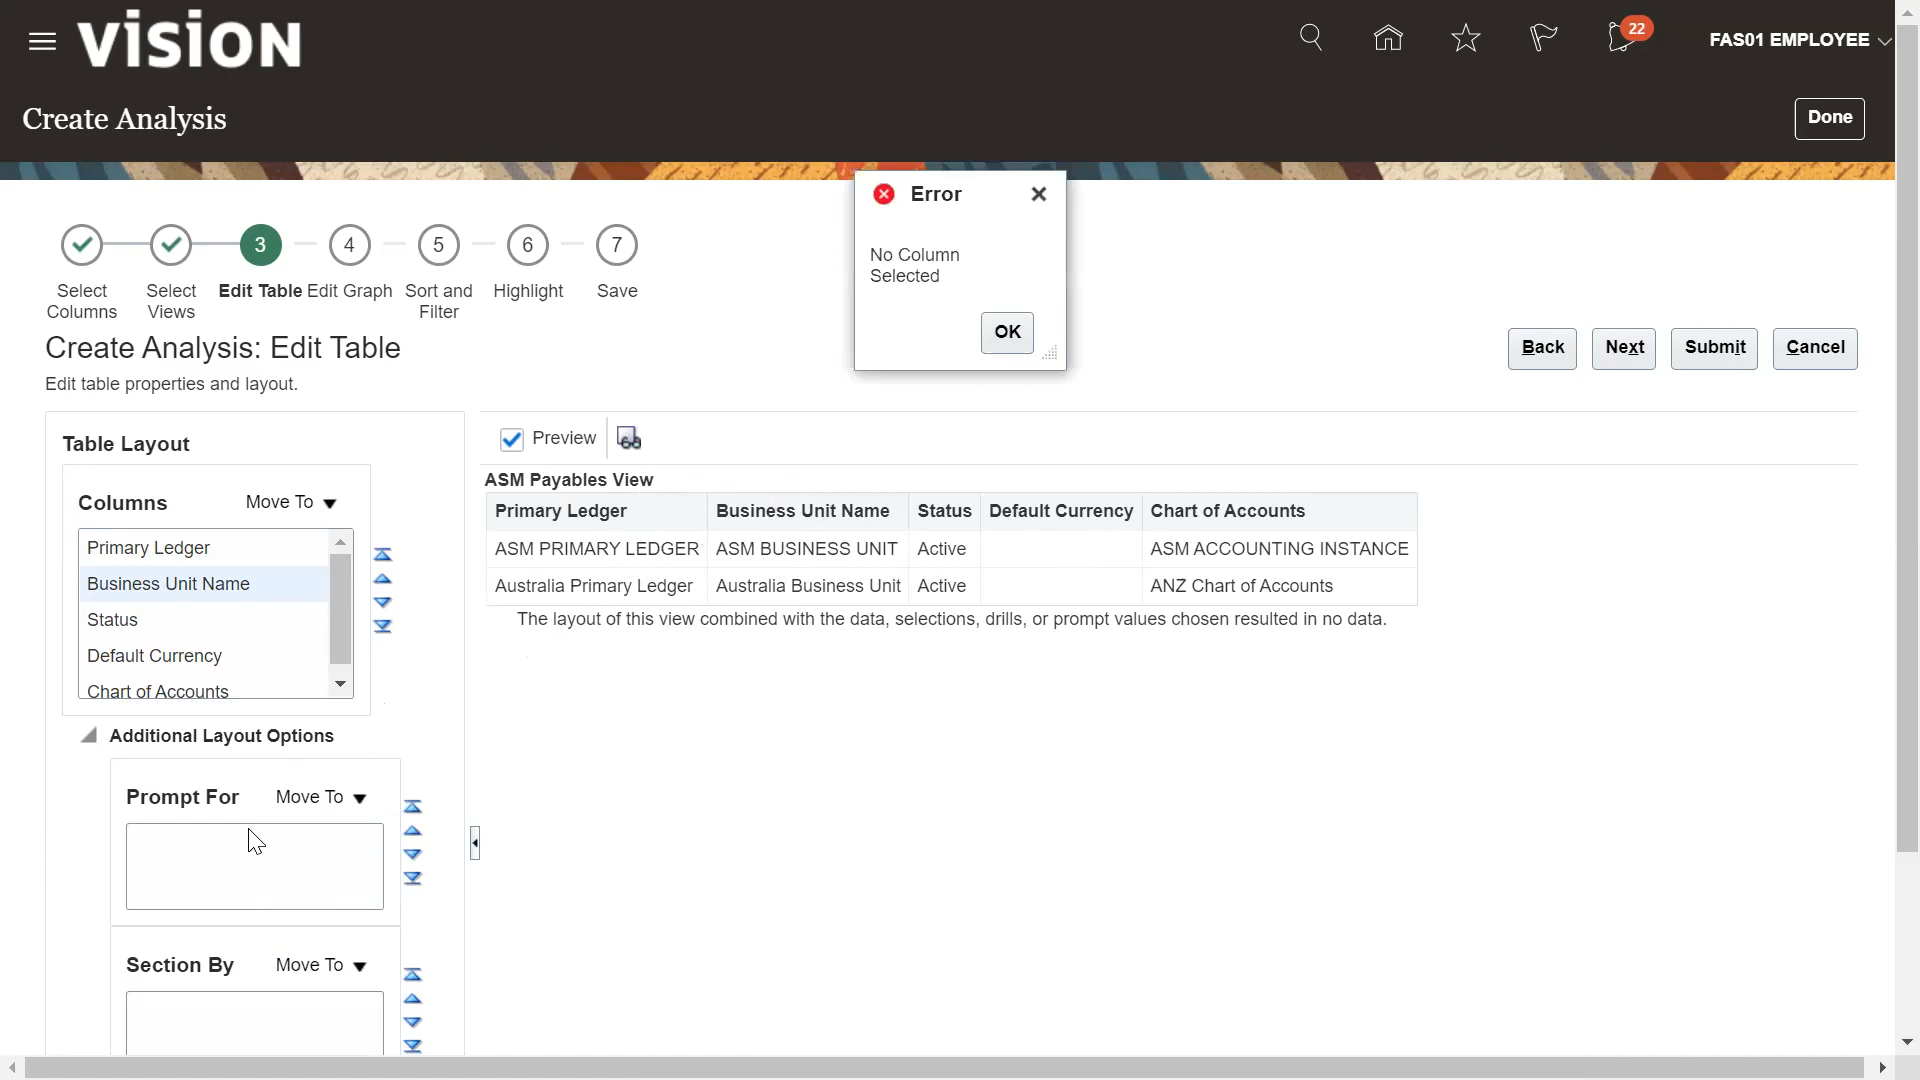 vision
22
FAS01 EMPLOYEE
Create Analysis
Done
Error
No Column
Selected
OK
3
4
5
6
7
Select
Columns
Select
Views
Edit Table
Edit Graph
Sort and
Filter
Highlight
Save
Create Analysis: Edit Table
Edit table properties and layout.
Back
Next
Submit
Cancel
Table Layout
Columns
Move To
Primary Ledger
Business Unit Name
Status
Default Currency
Chart of Accounts
Additional Layout Options
Prompt For
Move To
Section By
Move To
Preview
ASM Payables View
Primary Ledger Business Unit Name Status Default Currency Chart of Accounts
ASM PRIMARY LEDGER ASM BUSINESS UNIT Active ASM ACCOUNTING INSTANCE
Australia Primary Ledger Australia Business Unit Active ANZ Chart of Accounts
The layout of this view combined with the data, selections, drills, or prompt values chosen resulted in no data.